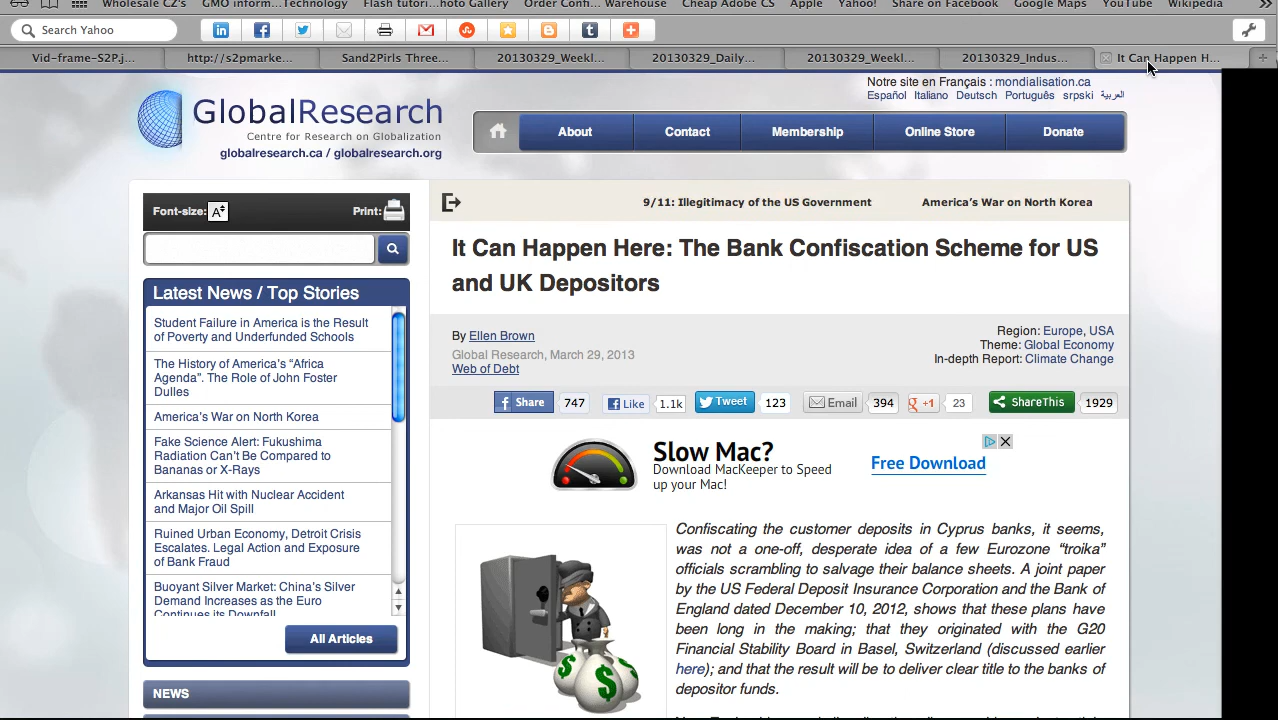 Wholesale CZ's
GMO inform...Technology
Flash tutori...hoto Gallery
Order Confi... Warehouse
Cheap Adobe CS
Apple
Yahoo!
Share on Facebook
Google Maps
YouTube
Wikipedia
Search Yahoo
Vid-frame-S2P.j...
http://s2pmarke...
Sand2Pirls Three...
20130329_Weekl...
20130329_Daily...
20130329_Weekl...
20130329_Indus...
It Can Happen H...
Notre site en Français : mondialisation.ca
Español Italiano Deutsch Português srpski العربية
GlobalResearch
Centre for Research on Globalization
globalresearch.ca / globalresearch.org
About
Contact
Membership
Online Store
Donate
Font-size: A
Print:
Latest News / Top Stories
Student Failure in America is the Result
of Poverty and Underfunded Schools
The History of America's “Africa
Agenda”. The Role of John Foster
Dulles
America's War on North Korea
Fake Science Alert: Fukushima
Radiation Can't Be Compared to
Bananas or X-Rays
Arkansas Hit with Nuclear Accident
and Major Oil Spill
Ruined Urban Economy, Detroit Crisis
Escalates. Legal Action and Exposure
of Bank Fraud
Buoyant Silver Market: China's Silver
Demand Increases as the Euro
Continues its Downfall
All Articles
NEWS
9/11: Illegitimacy of the US Government
America's War on North Korea
It Can Happen Here: The Bank Confiscation Scheme for US
and UK Depositors
By Ellen Brown
Global Research, March 29, 2013
Web of Debt
Region: Europe, USA
Theme: Global Economy
In-depth Report: Climate Change
Share 747
Like 1.1k
Tweet 123
Email 394
+1 23
ShareThis 1929
Slow Mac?
Download MacKeeper to Speed
up your Mac!
Free Download
Confiscating the customer deposits in Cyprus banks, it seems,
was not a one-off, desperate idea of a few Eurozone “troika”
officials scrambling to salvage their balance sheets. A joint paper
by the US Federal Deposit Insurance Corporation and the Bank of
England dated December 10, 2012, shows that these plans have
been long in the making; that they originated with the G20
Financial Stability Board in Basel, Switzerland (discussed earlier
here); and that the result will be to deliver clear title to the banks of
depositor funds.